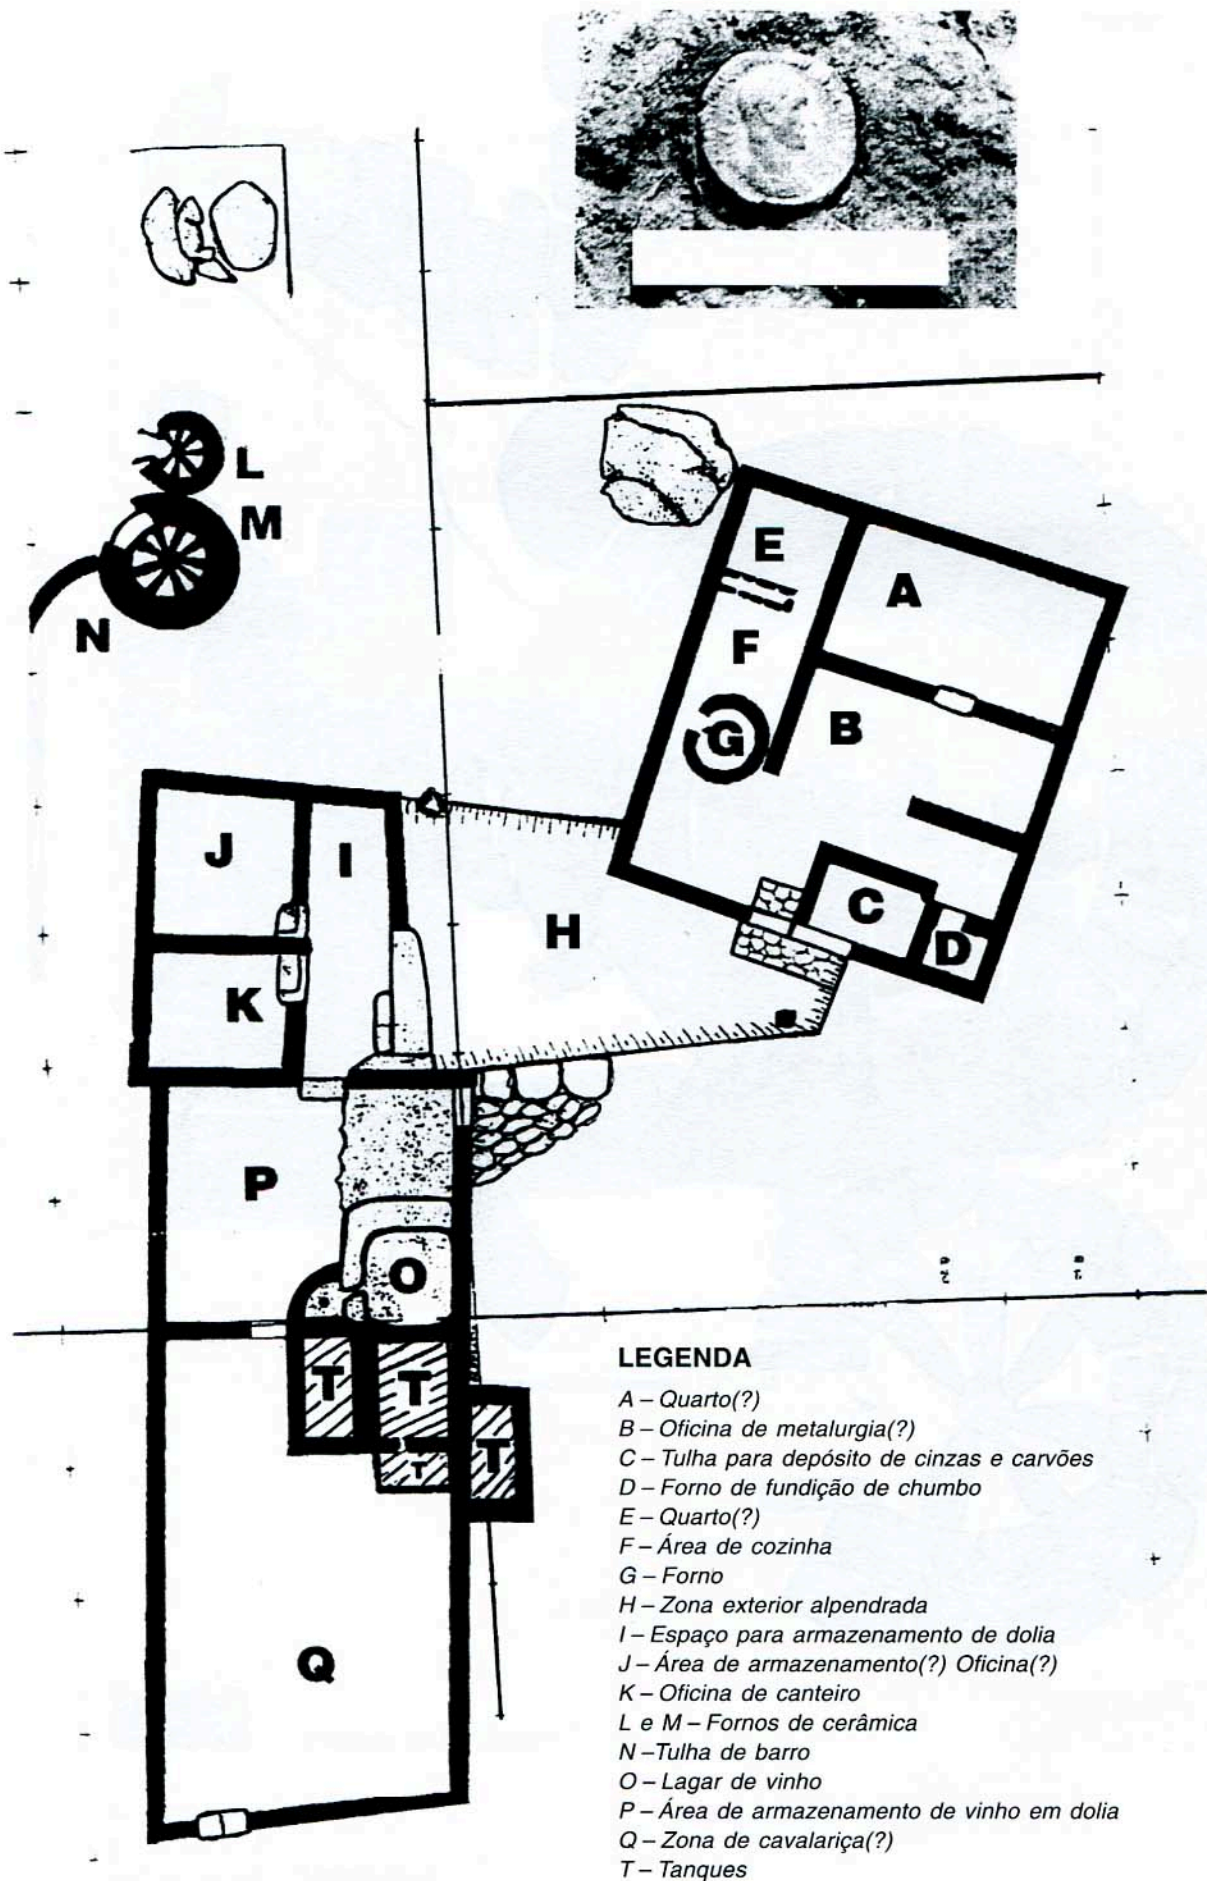 L
M
N
E
A
F
G
B
J
I
H
C
D
K
P
O
T
T
T
T
Q
LEGENDA
A – Quarto(?)
B – Oficina de metalurgia(?)
C – Tulha para depósito de cinzas e carvões
D – Forno de fundição de chumbo
E – Quarto(?)
F – Área de cozinha
G – Forno
H – Zona exterior alpendrada
I – Espaço para armazenamento de dolia
J – Área de armazenamento(?) Oficina(?)
K – Oficina de canteiro
L e M – Fornos de cerâmica
N –Tulha de barro
O – Lagar de vinho
P – Área de armazenamento de vinho em dolia
Q – Zona de cavalariça(?)
T – Tanques